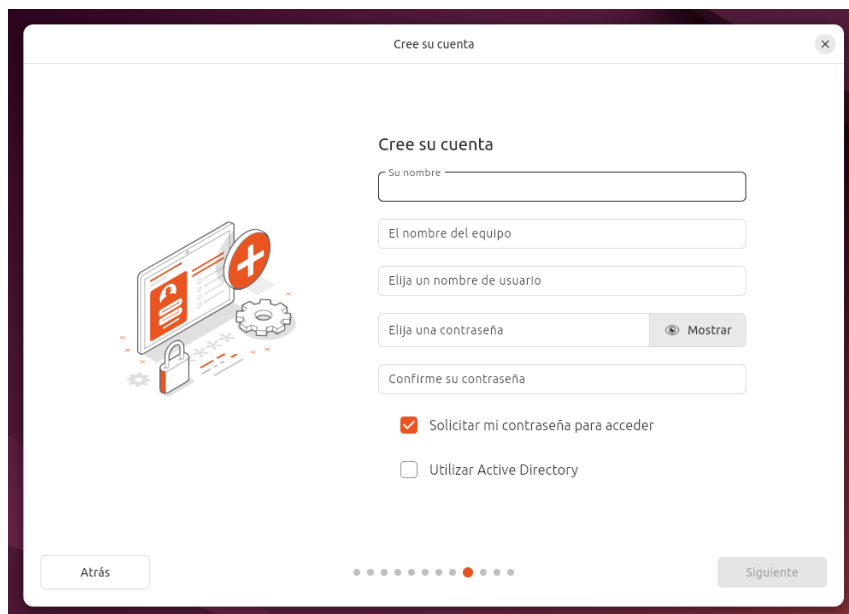 Cree su cuenta
Cree su cuenta
Su nombre
El nombre del equipo
Elija un nombre de usuario
Elija una contraseña
Mostrar
Confirme su contraseña
Solicitar mi contraseña para acceder
Utilizar Active Directory
Atrás
Siguiente